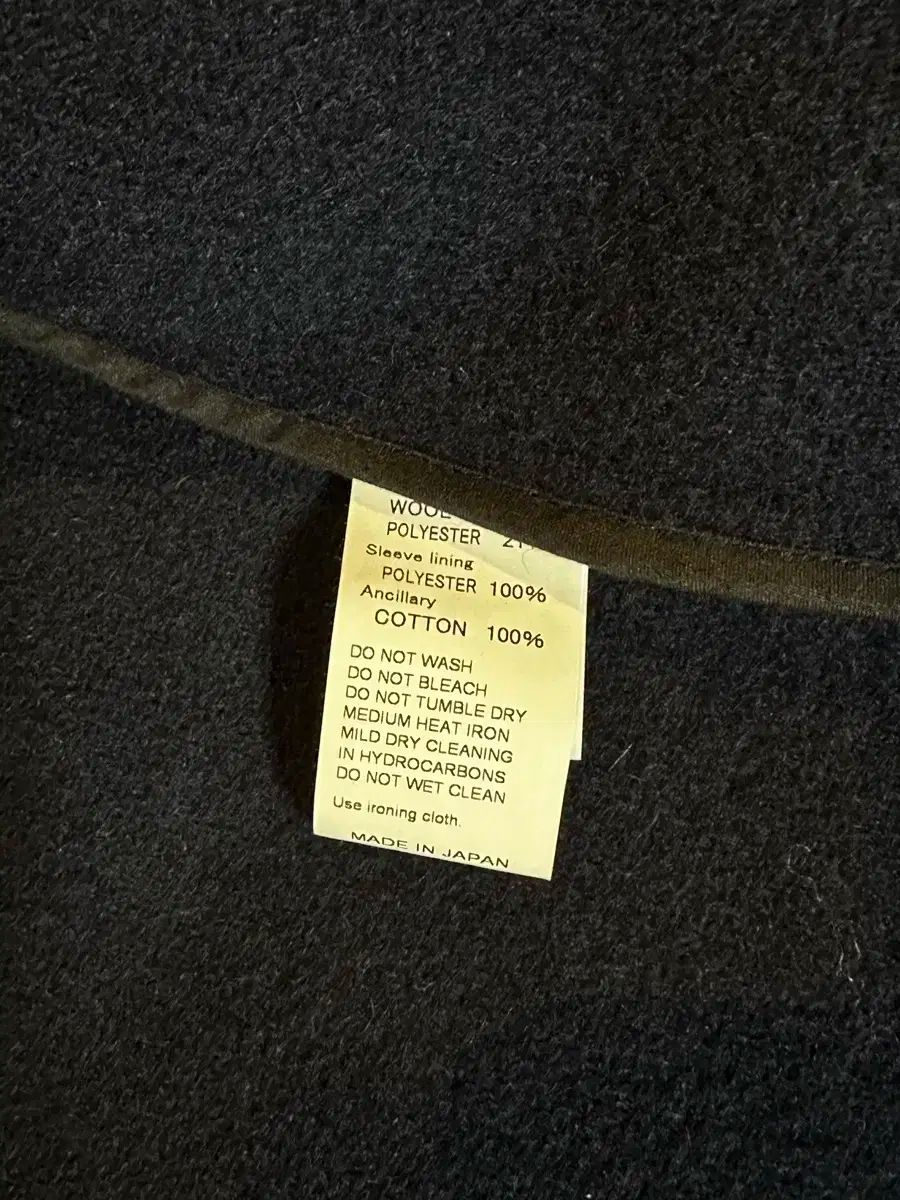 WOOL
POLYESTER
Sleeve lining
POLYESTER 100%
Ancillary
COTTON 100%
DO NOT WASH
DO NOT BLEACH
DO NOT TUMBLE DRY
MEDIUM HEAT IRON
MILD DRY CLEANING
IN HYDROCARBONS
DO NOT WET CLEAN
Use ironing cloth.
MADE IN JAPAN